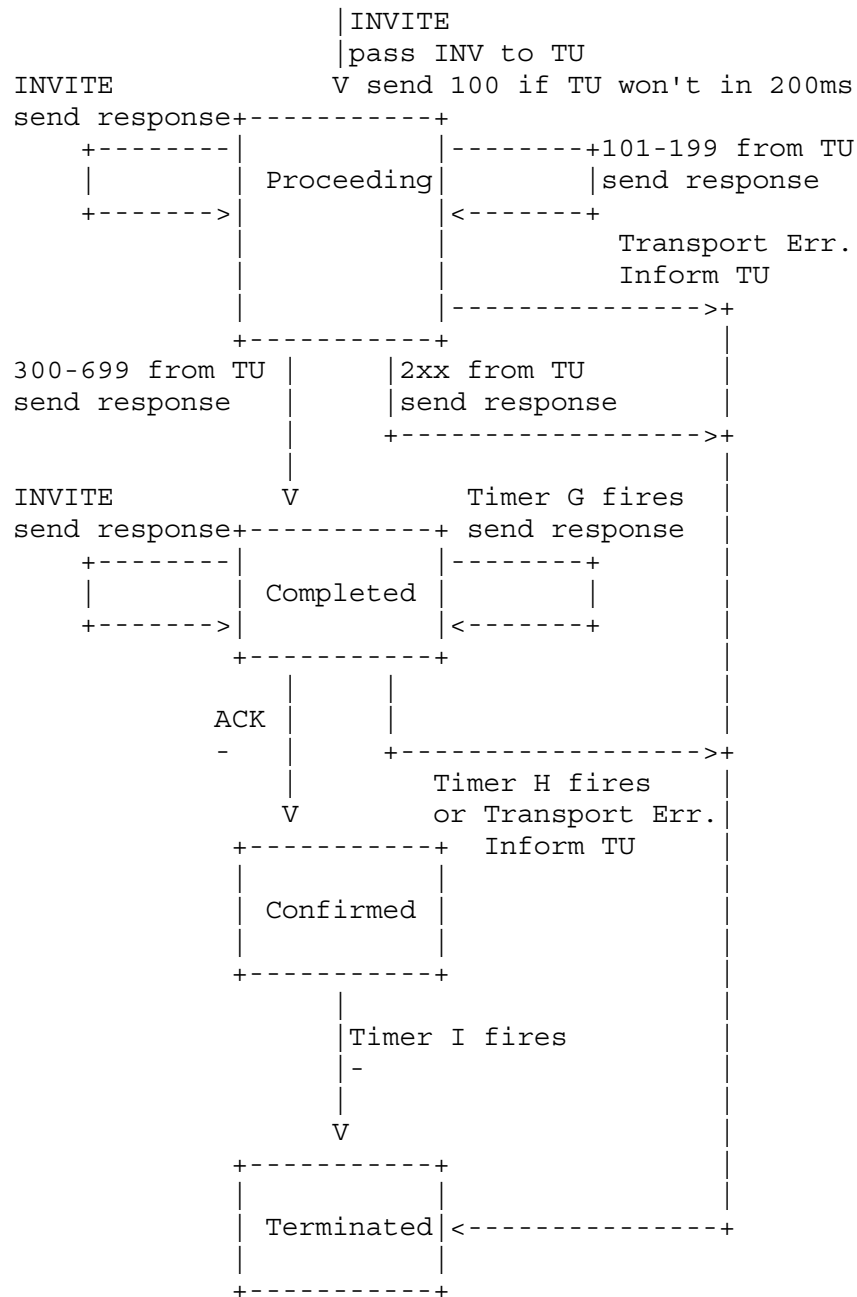 |INVITE
|pass INV to TU
INVITE             V send 100 if TU won't in 200ms
send response+-----------+
    +--------|           |--------+101-199 from TU
    |        | Proceeding|        |send response
    +------->|           |<-------+
             |           |          Transport Err.
             |           |          Inform TU
             |           |--------------->+
             +-----------+                |
300-699 from TU |     |2xx from TU        |
send response   |     |send response      |
                |     +------------------>+
                |                         |
INVITE          V          Timer G fires  |
send response+-----------+ send response  |
    +--------|           |--------+       |
    |        | Completed |        |       |
    +------->|           |<-------+       |
             +-----------+                |
                |     |                   |
            ACK |     |                   |
            -   |     +------------------>+
                |        Timer H fires    |
                V        or Transport Err.|
             +-----------+  Inform TU     |
             |           |                |
             | Confirmed |                |
             |           |                |
             +-----------+                |
                   |                      |
                   |Timer I fires         |
                   |-                     |
                   |                      |
                   V                      |
             +-----------+                |
             |           |                |
             | Terminated|<---------------+
             |           |
             +-----------+